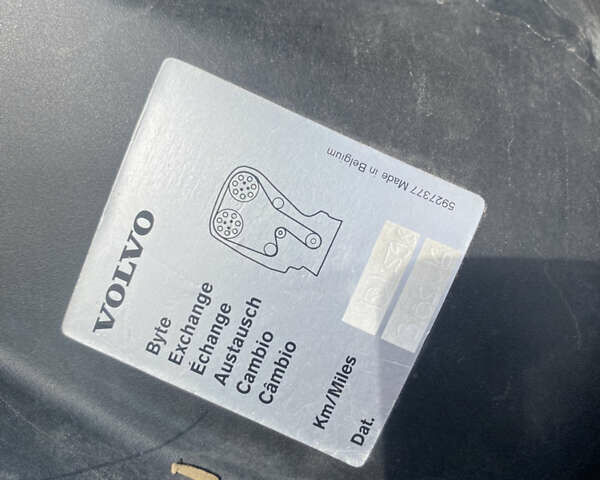 VOLVO
Byte
Exchange
Échange
Austausch
Cambio
Câmbio
Km/Miles
Dat.
5927377 Made in Belgium